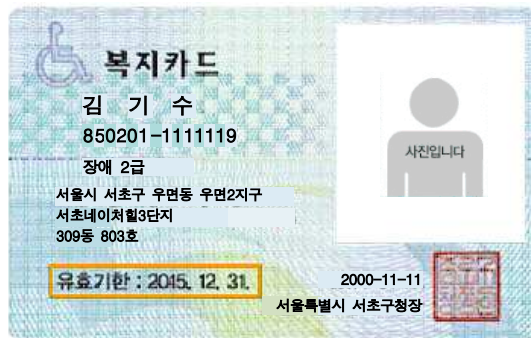 복지카드
김 기 수
850201-1111119
장애 2급
사진입니다
서울시 서초구 우면동 우면2지구
서초네이처힐3단지
309동 803호
유효기한 : 2015. 12. 31.
2000-11-11
서울특별시 서초구청장